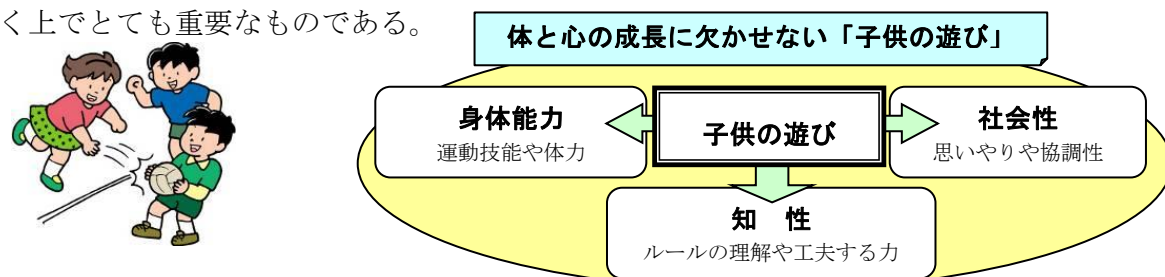 く上でとても重要なものである。
体と心の成長に欠かせない「子供の遊び」
身体能力
運動技能や体力
子供の遊び
社会性
思いやりや協調性
知　性
ルールの理解や工夫する力